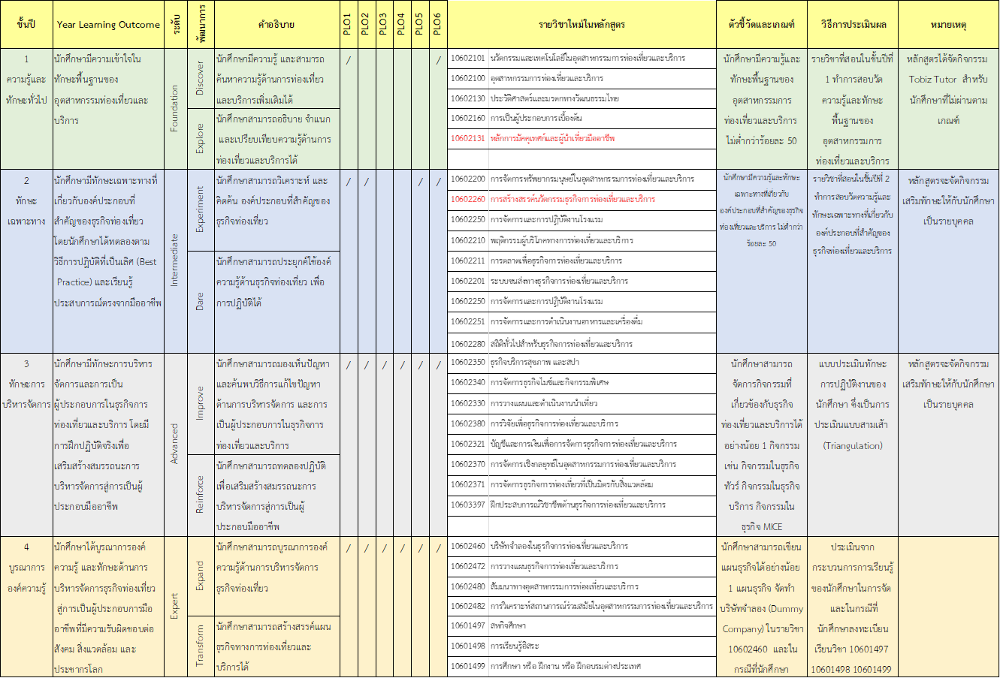 ชั้นปี
Year Learning Outcome
ระดับ
พัฒนาการ
คำอธิบาย
PLO1
PLO2
PLO3
PLO4
PLO5
PLO6
รายวิชาใหม่ในหลักสูตร
ตัวชี้วัดและเกณฑ์
วิธีการประเมินผล
หมายเหตุ
1
ความรู้และ
ทักษะทั่วไป
นักศึกษามีความเข้าใจใน
ทักษะพื้นฐานของ
อุตสาหกรรมท่องเที่ยวและ
บริการ
Foundation
Discover
นักศึกษามีความรู้ และสามารถ
ค้นหาความรู้ด้านการท่องเที่ยว
และบริการเพิ่มเติมได้
Explore
นักศึกษาสามารถอธิบาย จำแนก
และเปรียบเทียบความรู้ด้านการ
ท่องเที่ยวและบริการได้
/ /
10602101 นวัตกรรมและเทคโนโลยีในอุตสาหกรรมการท่องเที่ยวและบริการ
10602100 อุตสาหกรรมการท่องเที่ยวและบริการ
10602130 ประวัติศาสตร์และมรดกทางวัฒนธรรมไทย
10602160 การเป็นผู้ประกอบการเบื้องต้น
10602131 หลักการมัคคุเทศก์และผู้นำเที่ยวมืออาชีพ
นักศึกษามีความรู้และ
ทักษะพื้นฐานของ
อุตสาหกรรมการ
ท่องเที่ยวและบริการ
ไม่ต่ำกว่าร้อยละ 50
รายวิชาที่สอนในชั้นปีที่
1 ทำการสอบวัด
ความรู้และทักษะ
พื้นฐานของ
อุตสาหกรรมการ
ท่องเที่ยวและบริการ
หลักสูตรได้จัดกิจกรรม
Tobiz Tutor สำหรับ
นักศึกษาที่ไม่ผ่านตาม
เกณฑ์
2
ทักษะ
เฉพาะทาง
นักศึกษามีทักษะเฉพาะทางที่
เกี่ยวกับองค์ประกอบที่
สำคัญของธุรกิจท่องเที่ยว
โดยนักศึกษาได้ทดลองตาม
วิธีการปฏิบัติที่เป็นเลิศ (Best
Practice) และเรียนรู้
ประสบการณ์ตรงจากมืออาชีพ
Intermediate
Experiment
นักศึกษาสามารถวิเคราะห์ และ
คิดค้น องค์ประกอบที่สำคัญของ
ธุรกิจท่องเที่ยว
Dare
นักศึกษาสามารถประยุกค์ใช้องค์
ความรู้ด้านธุรกิจท่องเที่ยว เพื่อ
การปฏิบัติได้
/ / / /
10602200 การจัดการทรัพยากรมนุษย์ในอุตสาหกรรมการท่องเที่ยวและบริการ
10602260 การสร้างสรรค์นวัตกรรมธุรกิจการท่องเที่ยวและบริการ
10602250 การจัดการและการปฏิบัติงานโรงแรม
10602210 พฤติกรรมผู้บริโภคทางการท่องเที่ยวและบริการ
10602211 การตลาดเพื่อธุรกิจการท่องเที่ยวและบริการ
10602201 ระบบขนส่งทางธุรกิจการท่องเที่ยวและบริการ
10602250 การจัดการและการปฏิบัติงานโรงแรม
10602251 การจัดการและการดำเนินงานอาหารและเครื่องดื่ม
10602280 สถิติทั่วไปสำหรับธุรกิจการท่องเที่ยวและบริการ
นักศึกษามีความรู้และทักษะ
เฉพาะทางที่เกี่ยวกับ
องค์ประกอบที่สำคัญของธุรกิจ
ท่องเที่ยวและบริการ ไม่ต่ำกว่า
ร้อยละ 50
รายวิชาที่สอนในชั้นปีที่ 2
ทำการสอบวัดความรู้และ
ทักษะเฉพาะทางที่เกี่ยวกับ
องค์ประกอบที่สำคัญของ
ธุรกิจท่องเที่ยวและบริการ
หลักสูตรจะจัดกิจกรรม
เสริมทักษะให้กับนักศึกษา
เป็นรายบุคคล
3
ทักษะการ
บริหารจัดการ
นักศึกษามีทักษะการบริหาร
จัดการและการเป็น
ผู้ประกอบการในธุรกิจการ
ท่องเที่ยวและบริการ โดยมี
การฝึกปฏิบัติจริงเพื่อ
เสริมสร้างสมรรถนะการ
บริหารจัดการสู่การเป็นผู้
ประกอบมืออาชีพ
Advanced
Improve
นักศึกษาสามารถมองเห็นปัญหา
และค้นพบวิธีการแก้ไขปัญหา
ด้านการบริหารจัดการ และการ
เป็นผู้ประกอบการในธุรกิจการ
ท่องเที่ยวและบริการ
Reinforce
นักศึกษาสามารถทดลองปฏิบัติ
เพื่อเสริมสร้างสมรรถนะการ
บริหารจัดการสู่การเป็นผู้
ประกอบมืออาชีพ
/ / / / / /
10602350 ธุรกิจบริการสุขภาพ และสปา
10602340 การจัดการธุรกิจไมซ์และกิจกรรมพิเศษ
10602330 การวางแผนและดำเนินงานนำเที่ยว
10602380 การวิจัยเพื่อธุรกิจการท่องเที่ยวและบริการ
10602321 บัญชีและการเงินเพื่อการจัดการธุรกิจการท่องเที่ยวและบริการ
10602370 การจัดการเชิงกลยุทธ์ในอุตสาหกรรมการท่องเที่ยวและบริการ
10602371 การจัดการธุรกิจการท่องเที่ยวที่เป็นมิตรกับสิ่งแวดล้อม
10603397 ฝึกประสบการณ์วิชาชีพด้านธุรกิจการท่องเที่ยวและบริการ
นักศึกษาสามารถ
จัดการกิจกรรมที่
เกี่ยวข้องกับธุรกิจ
ท่องเที่ยวและบริการได้
อย่างน้อย 1 กิจกรรม
เช่น กิจกรรมในธุรกิจ
ทัวร์ กิจกรรมในธุรกิจ
บริการ กิจกรรมใน
ธุรกิจ MICE
แบบประเมินทักษะ
การปฏิบัติงานของ
นักศึกษา ซึ่งเป็นการ
ประเมินแบบสามเส้า
(Triangulation)
หลักสูตรจะจัดกิจกรรม
เสริมทักษะให้กับนักศึกษา
เป็นรายบุคคล
4
บูรณาการ
องค์ความรู้
นักศึกษาได้บูรณาการองค์
ความรู้ และทักษะด้านการ
บริหารจัดการธุรกิจท่องเที่ยว
สู่การเป็นผู้ประกอบการมือ
อาชีพที่มีความรับผิดชอบต่อ
สังคม สิ่งแวดล้อม และ
ประชากรโลก
Expert
Expand
นักศึกษาสามารถบูรณาการองค์
ความรู้ด้านการบริหารจัดการ
ธุรกิจท่องเที่ยว
Transform
นักศึกษาสามารถสร้างสรรค์แผน
ธุรกิจทางการท่องเที่ยวและ
บริการได้
/ / / / / /
10602460 บริษัทจำลองในธุรกิจการท่องเที่ยวและบริการ
10602472 การวางแผนธุรกิจการท่องเที่ยวและบริการ
10602480 สัมมนาทางอุตสาหกรรมการท่องเที่ยวและบริการ
10602482 การวิเคราะห์สถานการณ์ร่วมสมัยในอุตสาหกรรมการท่องเที่ยวและบริการ
10601497 สหกิจศึกษา
10601498 การเรียนรู้อิสระ
10601499 การศึกษา หรือ ฝึกงาน หรือ ฝึกอบรมต่างประเทศ
นักศึกษาสามารถเขียน
แผนธุรกิจได้อย่างน้อย
1 แผนธุรกิจ จัดทำ
บริษัทจำลอง (Dummy
Company) ในรายวิชา
10602460 และใน
กรณีที่นักศึกษา
ประเมินจาก
กระบวนการการเรียนรู้
ของนักศึกษาในการจัด
และในกรณีที่
นักศึกษาลงทะเบียน
เรียนวิชา 10601497
10601498 10601499